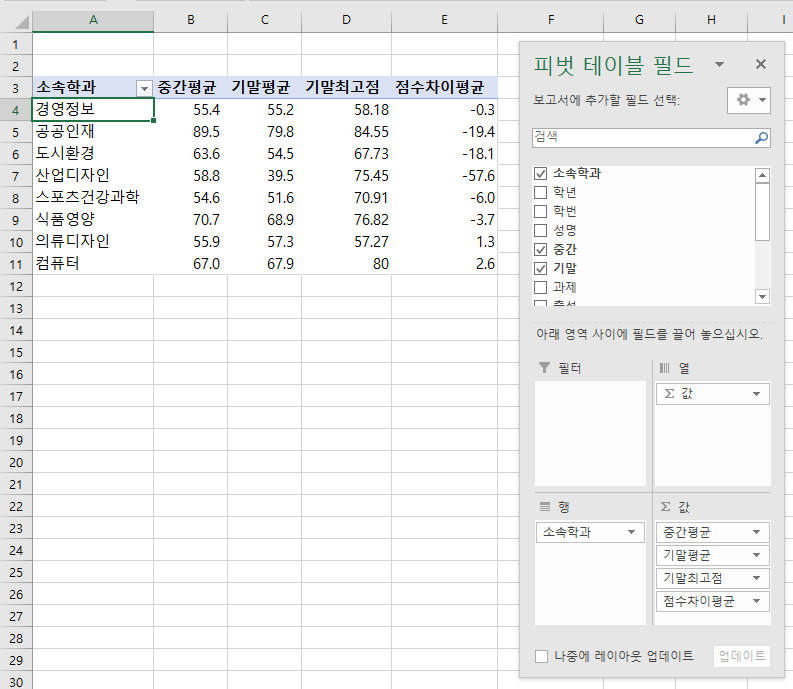 A B C D E F G H I
1
2
3 소속학과 중간평균 기말평균 기말최고점 점수차이평균
4 경영정보 55.4 55.2 58.18 -0.3
5 공공인재 89.5 79.8 84.55 -19.4
6 도시환경 63.6 54.5 67.73 -18.1
7 산업디자인 58.8 39.5 75.45 -57.6
8 스포츠건강과학 54.6 51.6 70.91 -6.0
9 식품영양 70.7 68.9 76.82 -3.7
10 의류디자인 55.9 57.3 57.27 1.3
11 컴퓨터 67.0 67.9 80 2.6
12
13
14
15
16
17
18
19
20
21
22
23
24
25
26
27
28
29
30
피벗 테이블 필드
보고서에 추가할 필드 선택:
검색
소속학과
학년
학번
성명
중간
기말
과제
출석
아래 영역 사이에 필드를 끌어 놓으십시오.
필터
열
Σ 값
행
Σ 값
소속학과
중간평균
기말평균
기말최고점
점수차이평균
나중에 레이아웃 업데이트
업데이트